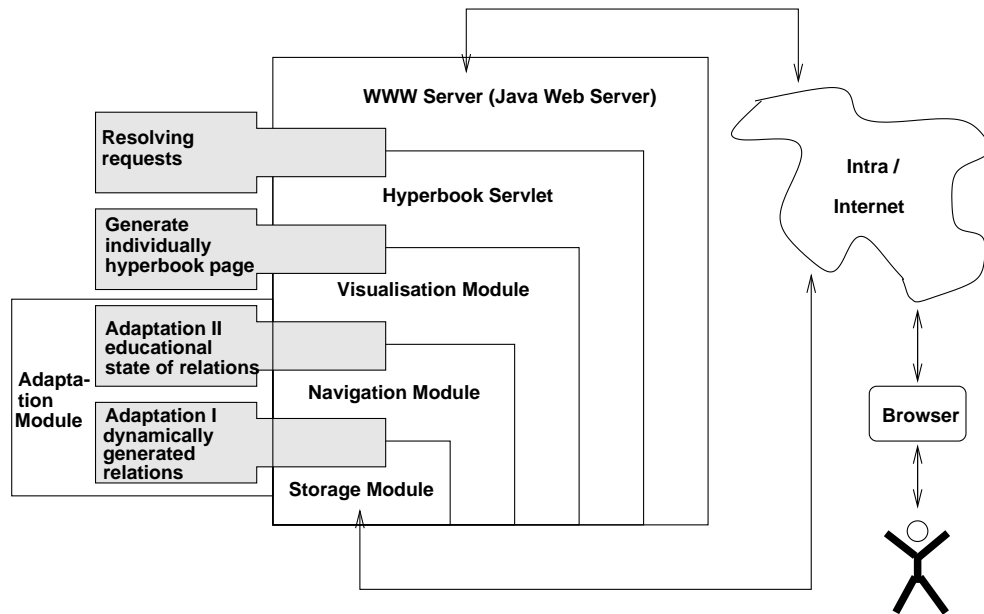 WWW Server (Java Web Server)
Resolving
requests
Hyperbook Servlet
Intra /
Internet
Generate
individually
hyperbook page
Visualisation Module
Adaptation II
educational
state of relations
Adapta-
tion
Module
Navigation Module
Adaptation I
dynamically
generated
relations
Storage Module
Browser